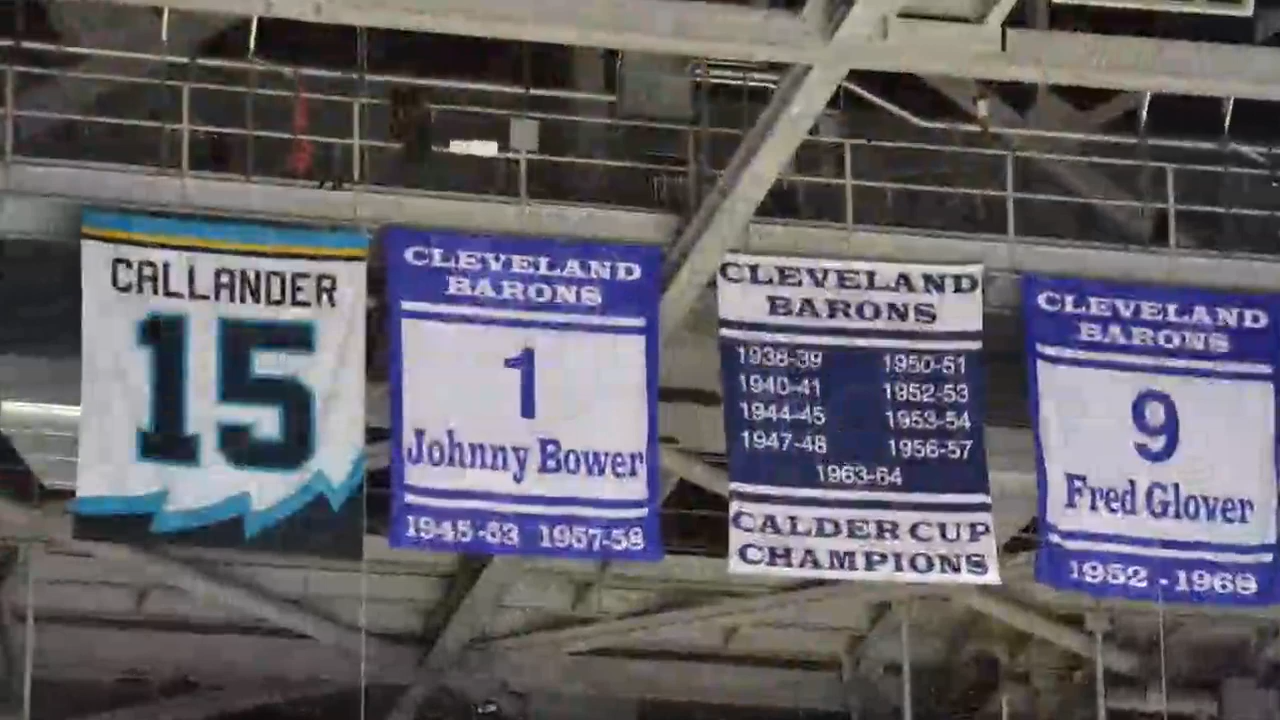 CALLANDER
15
CLEVELAND
BARONS
1
Johnny Bower
1945-53 1957-58
CLEVELAND
BARONS
1938-39 1950-51
1940-41 1952-53
1944-45 1953-54
1947-48 1956-57
1963-64
CALDER CUP
CHAMPIONS
CLEVELAND
BARONS
9
Fred Glover
1952 - 1968